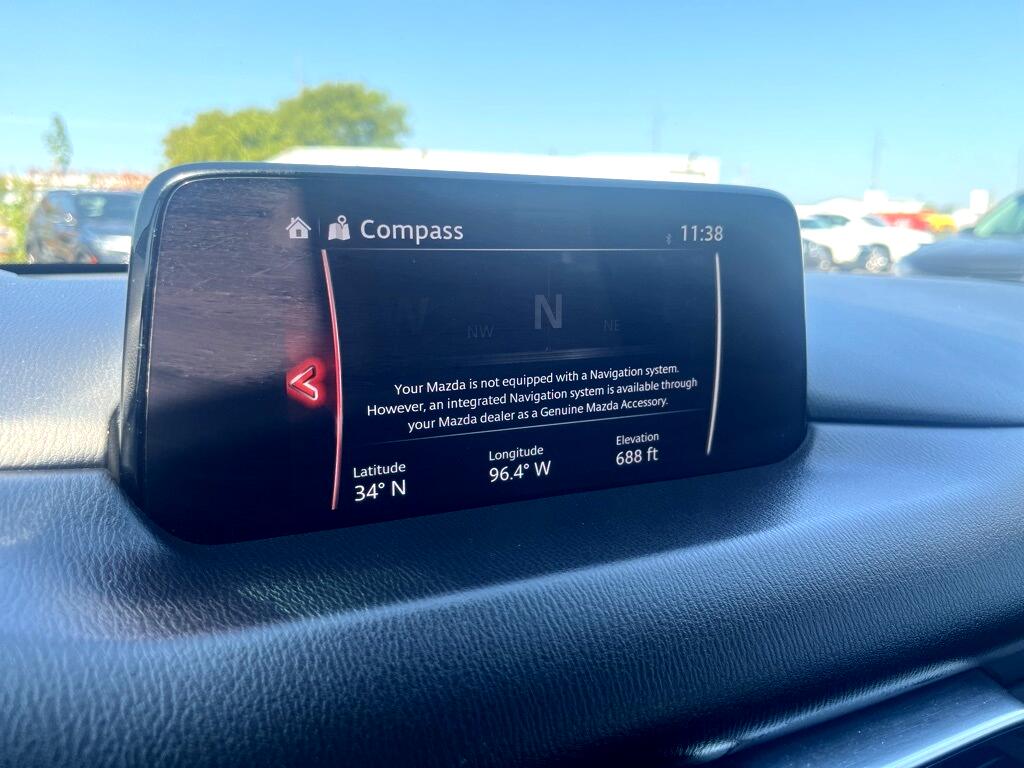 Compass 11:38
NW N NE
Your Mazda is not equipped with a Navigation system.
However, an integrated Navigation system is available through
your Mazda dealer as a Genuine Mazda Accessory.
Latitude Longitude Elevation
34° N 96.4° W 688 ft